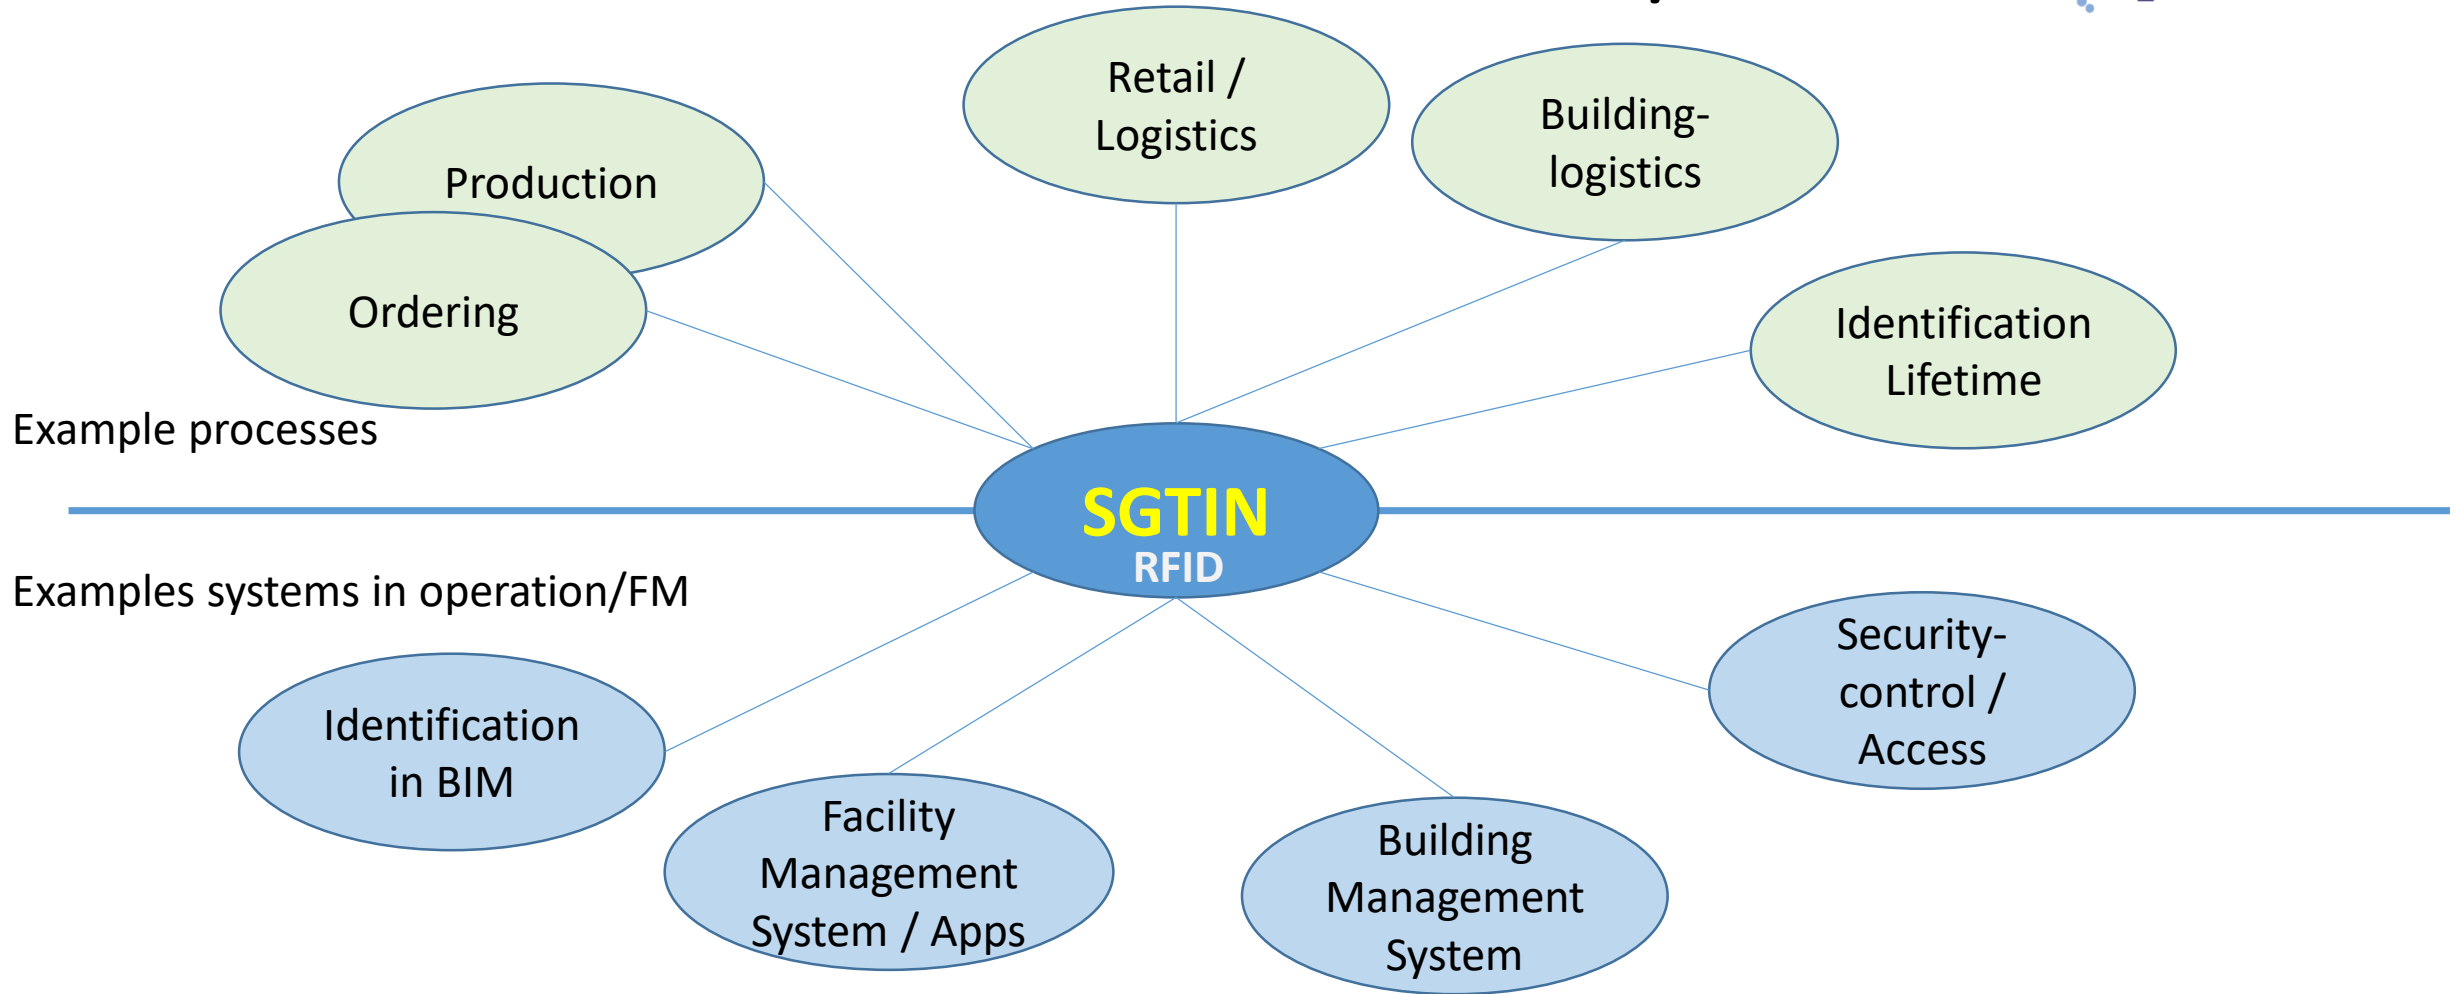 Retail /
Logistics
Building-
logistics
Production
Ordering
Identification
Lifetime
Example processes
SGTIN
RFID
Examples systems in operation/FM
Identification
in BIM
Facility
Management
System / Apps
Building
Management
System
Security-
control /
Access